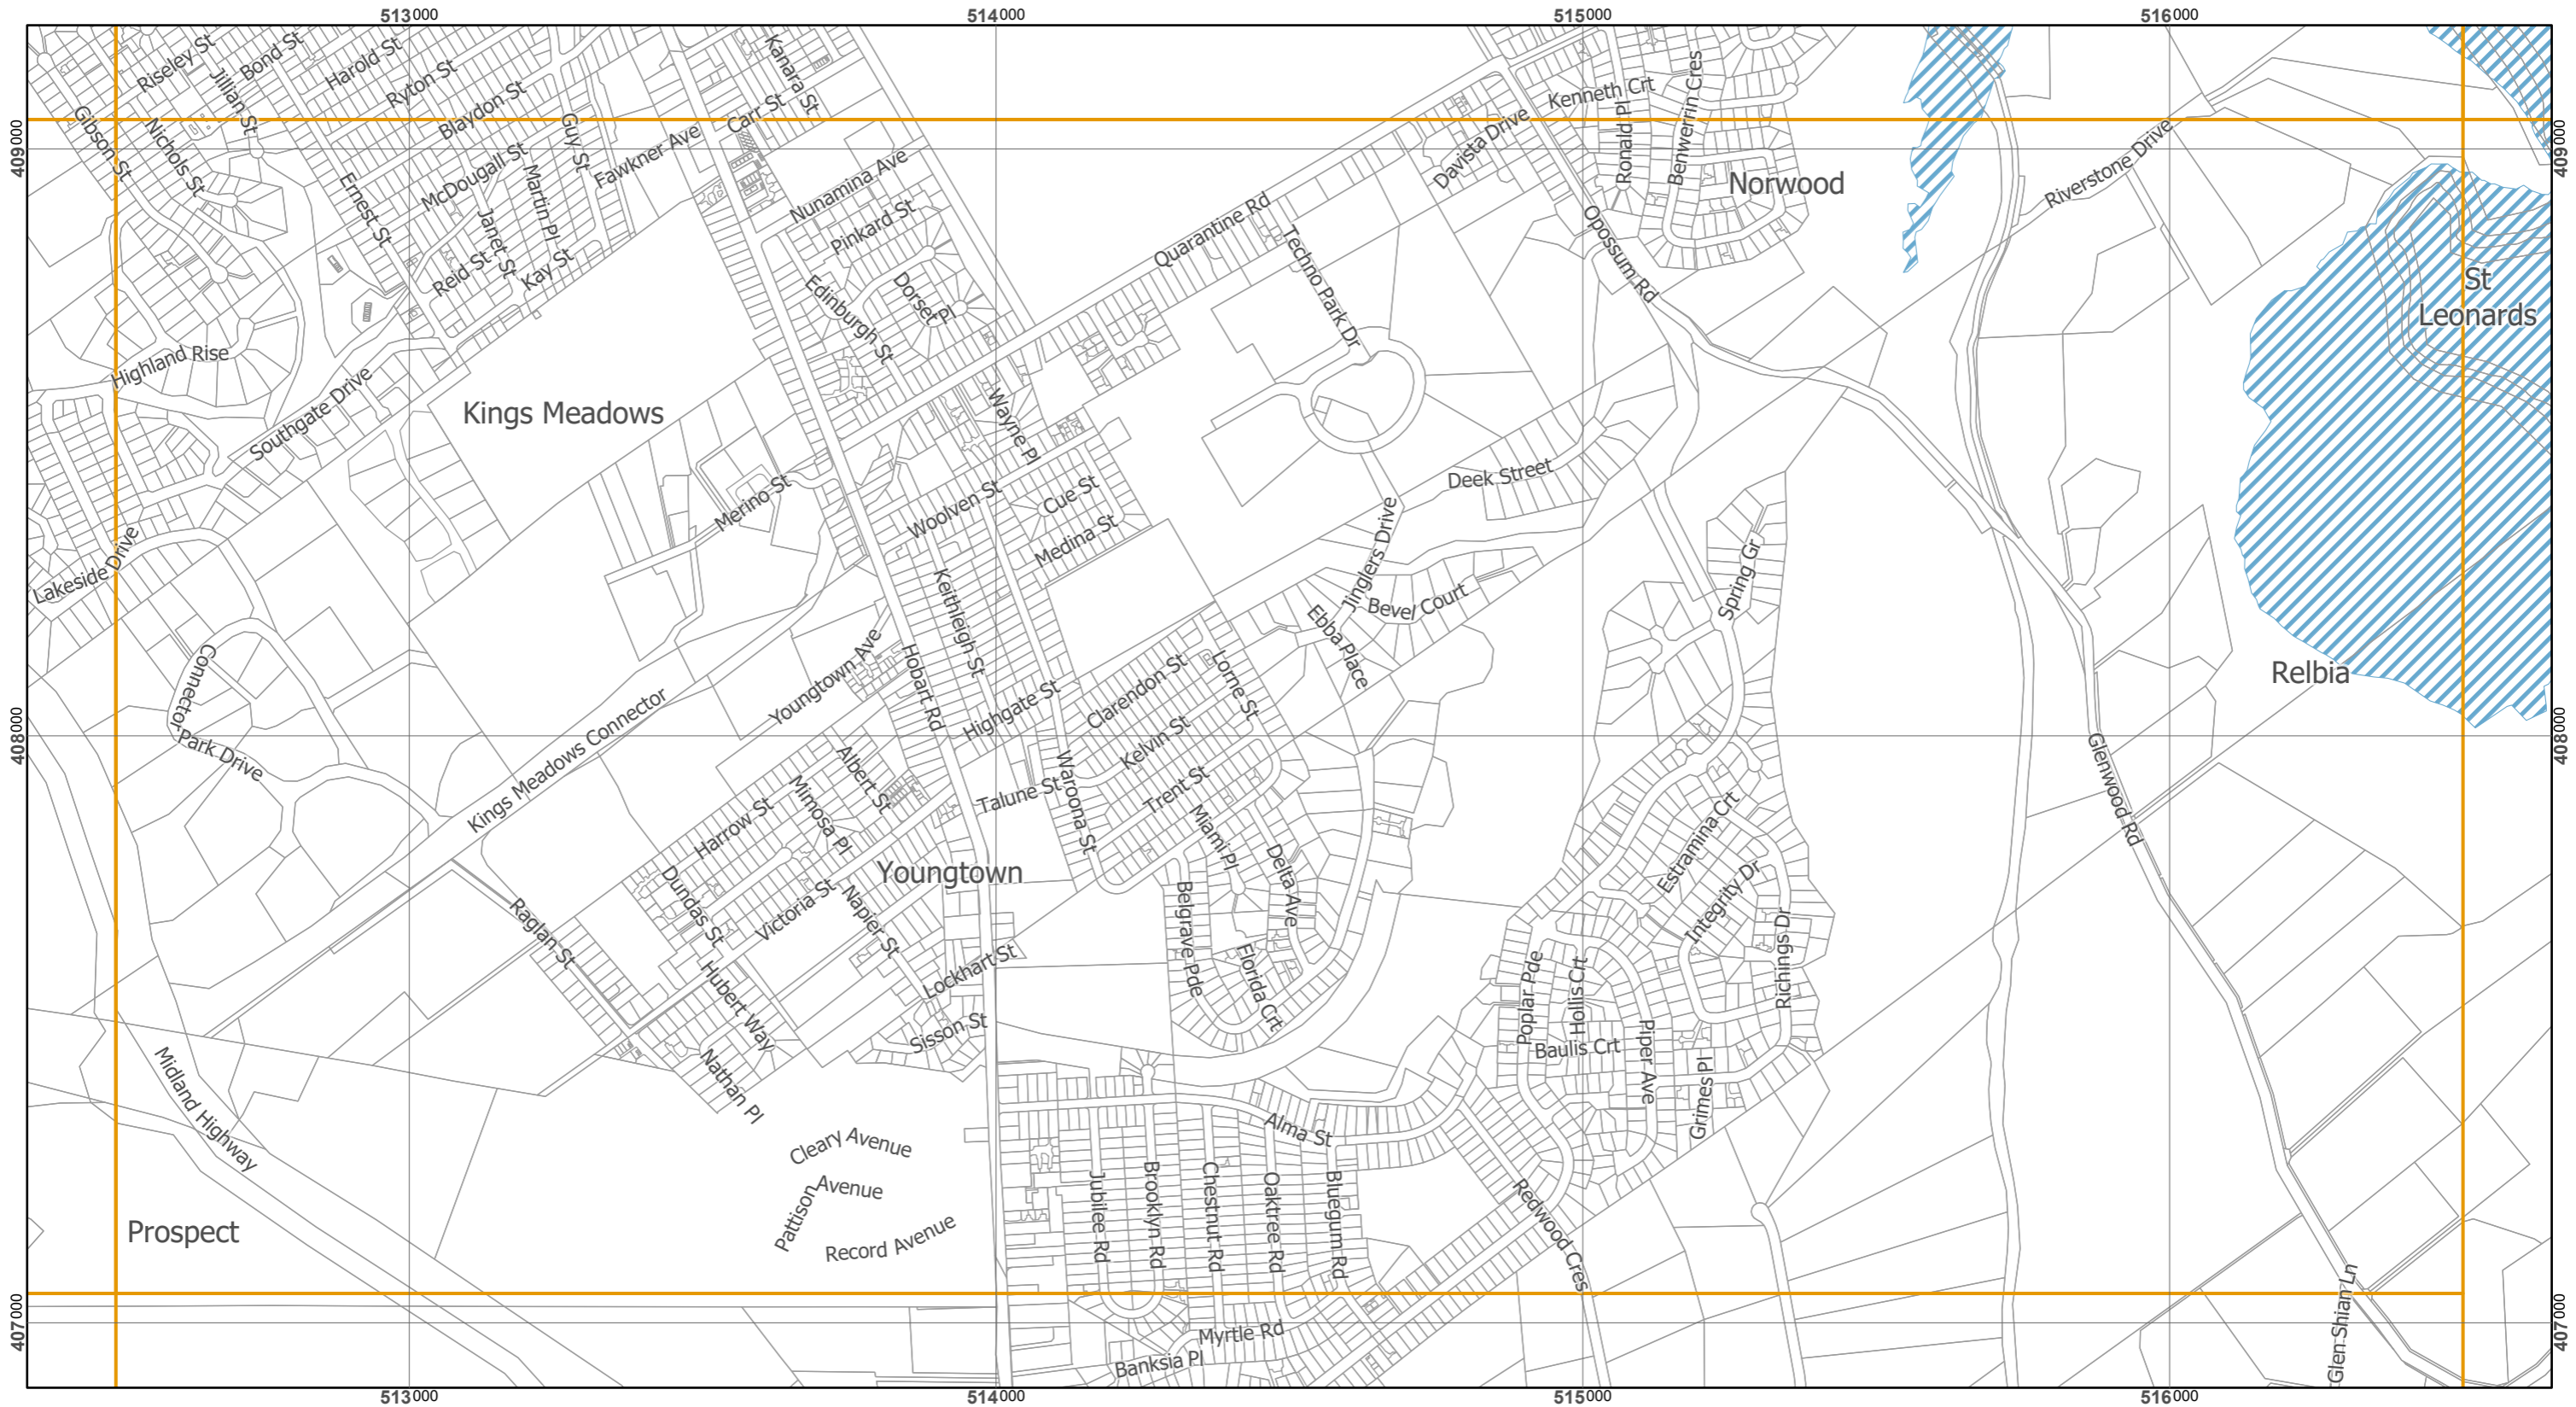 513000
514000
515000
516000
Riseley St
Bond St
Harold St
Ryton St
Kanara St
Jillian St
Blaydon St
Carr St
Kenneth Crt
Benwerrin Cres
Ronald Pl
Davista Drive
Riverstone Drive
409000
409000
Gibson St
Nichols St
Guy St
Fawkner Ave
McDougall St
Martin Pl
Ernest St
Janet St
Nunamina Ave
Pinkard St
Norwood
Quarantine Rd
Opossum Rd
Techno Park Dr
Reid St
Kay St
Edinburgh St
Dorset Pl
St
Leonards
Highland Rise
Southgate Drive
Kings Meadows
Wayne Pl
Merino St
Woolven St
Cue St
Medina St
Deek Street
Jinglers Drive
Bevel Court
Ebba Place
Spring Gr
Lakeside Drive
Keithleigh St
Youngtown Ave
Hobart Rd
Highgate St
Clarendon St
Lorne St
Kelvin St
Relbia
Connector
Park Drive
Kings Meadows Connector
408000
408000
Glenwood Rd
Albert St
Mimosa Pl
Harrow St
Talune St
Waroona St
Trent St
Miami Pl
Delta Ave
Estramina Crt
Integrity Dr
Richings Dr
Youngtown
Dundas St
Victoria St
Napier St
Raglan St
Hubert Way
Lockhart St
Sisson St
Belgrave Pde
Florida Crt
Poplar Pde
Hollis Crt
Baulis Crt
Piper Ave
Grimes Pl
Nathan Pl
Midland Highway
Cleary Avenue
Pattison Avenue
Record Avenue
Alma St
Jubilee Rd
Brooklyn Rd
Chestnut Rd
Oaktree Rd
Bluegum Rd
Redwood Cres
Prospect
Glen Shian Ln
407000
407000
Myrtle Rd
Banksia Pl
513000
514000
515000
516000